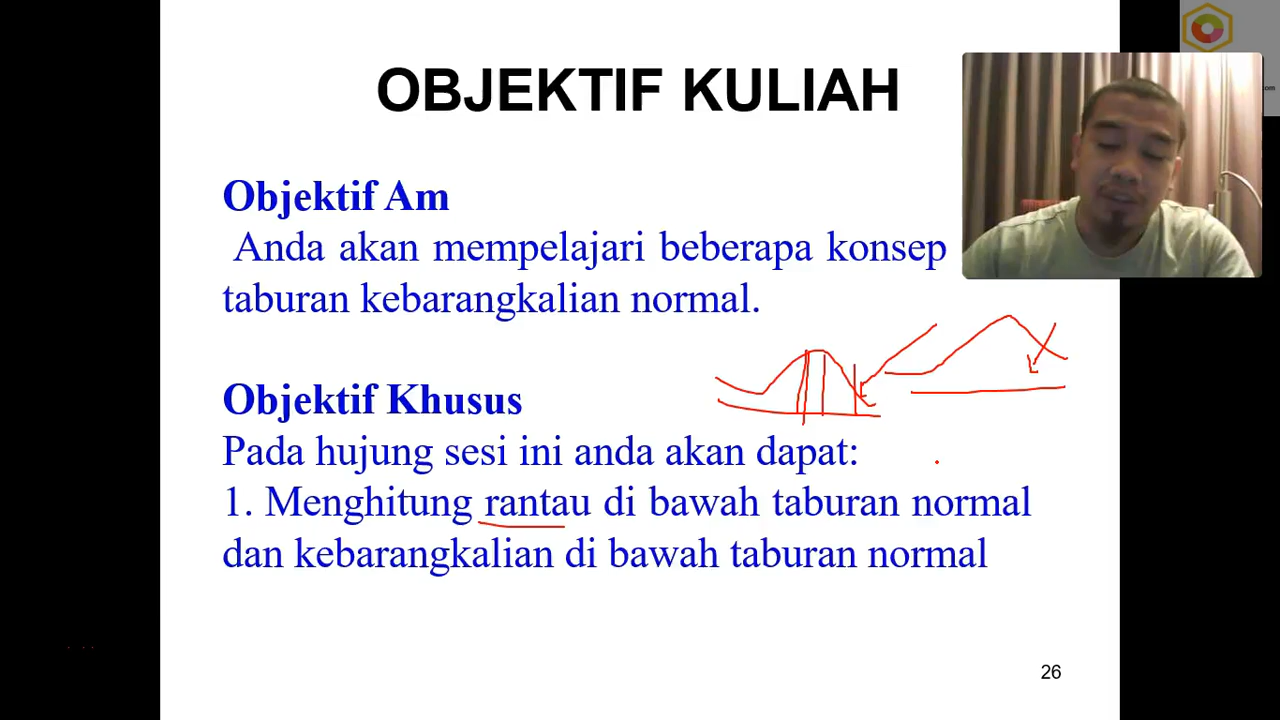 OBJEKTIF KULIAH
Objektif Am
Anda akan mempelajari beberapa konsep
taburan kebarangkalian normal.
Objektif Khusus
Pada hujung sesi ini anda akan dapat:
1. Menghitung rantau di bawah taburan normal
dan kebarangkalian di bawah taburan normal
26